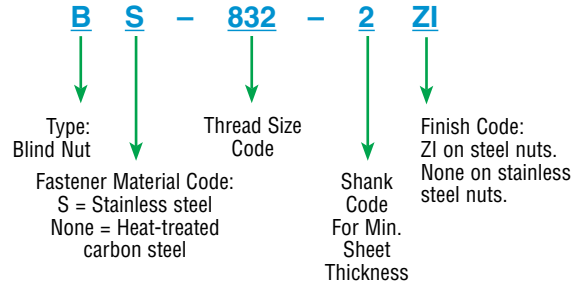 B S – 832 – 2 ZI
Type:
Blind Nut
Fastener Material Code:
S = Stainless steel
None = Heat-treated
carbon steel
Thread Size
Code
Shank
Code
For Min.
Sheet
Thickness
Finish Code:
ZI on steel nuts.
None on stainless
steel nuts.